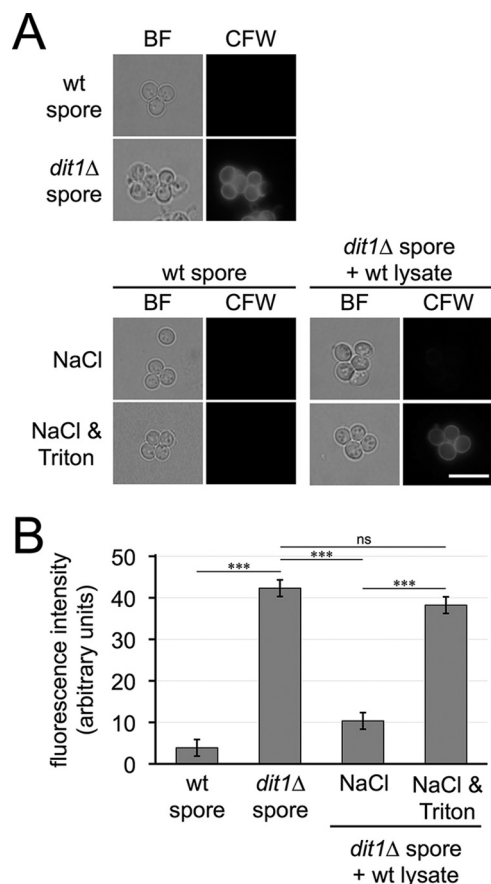 A
BF CFW
wt
spore
dit1Δ
spore
wt spore
dit1Δ spore
+ wt lysate
BF CFW BF CFW
NaCl
NaCl &
Triton
B
fluorescence intensity
(arbitrary units)
50
40
30
20
10
0
ns
***
***
***
wt
spore
dit1Δ
spore
NaCl
NaCl &
Triton
dit1Δ spore
+ wt lysate